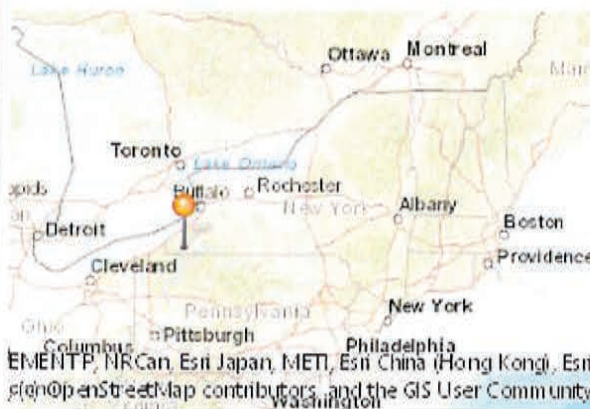 Ottawa Montreal
Lake Huron
Toronto
Lake Ontario
Buffalo Rochester
New York
Albany
Detroit
Boston
Cleveland
Providence
Pennsylvania
New York
Ohio
Columbus Pittsburgh
Philadelphia
EMENT P, NRCan, Esri Japan, METI, Esri China (Hong Kong), Esri
OpenStreetMap contributors, and the GIS User Community
Washington